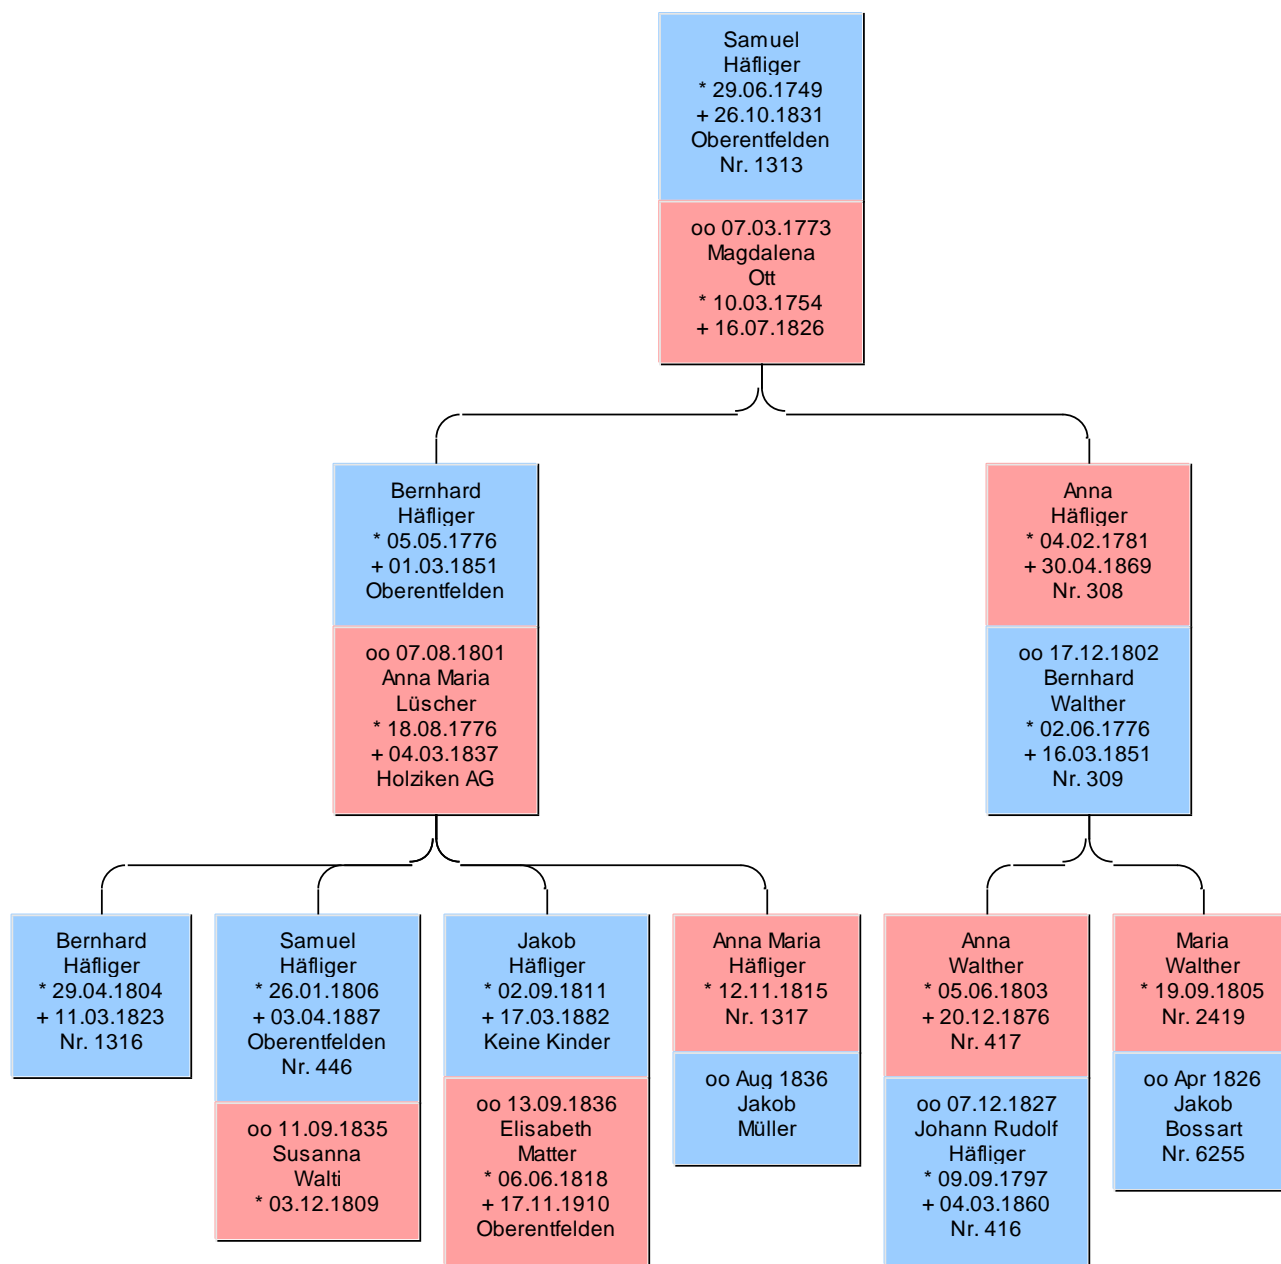 Samuel
Häfliger
* 29.06.1749
+ 26.10.1831
Oberentfelden
Nr. 1313
oo 07.03.1773
Magdalena
Ott
* 10.03.1754
+ 16.07.1826
Bernhard
Häfliger
* 05.05.1776
+ 01.03.1851
Oberentfelden
oo 07.08.1801
Anna Maria
Lüscher
* 18.08.1776
+ 04.03.1837
Holziken AG
Anna
Häfliger
* 04.02.1781
+ 30.04.1869
Nr. 308
oo 17.12.1802
Bernhard
Walther
* 02.06.1776
+ 16.03.1851
Nr. 309
Bernhard
Häfliger
* 29.04.1804
+ 11.03.1823
Nr. 1316
Samuel
Häfliger
* 26.01.1806
+ 03.04.1887
Oberentfelden
Nr. 446
oo 11.09.1835
Susanna
Walti
* 03.12.1809
Jakob
Häfliger
* 02.09.1811
+ 17.03.1882
Keine Kinder
oo 13.09.1836
Elisabeth
Matter
* 06.06.1818
+ 17.11.1910
Oberentfelden
Anna Maria
Häfliger
* 12.11.1815
Nr. 1317
oo Aug 1836
Jakob
Müller
Anna
Walther
* 05.06.1803
+ 20.12.1876
Nr. 417
oo 07.12.1827
Johann Rudolf
Häfliger
* 09.09.1797
+ 04.03.1860
Nr. 416
Maria
Walther
* 19.09.1805
Nr. 2419
oo Apr 1826
Jakob
Bossart
Nr. 6255